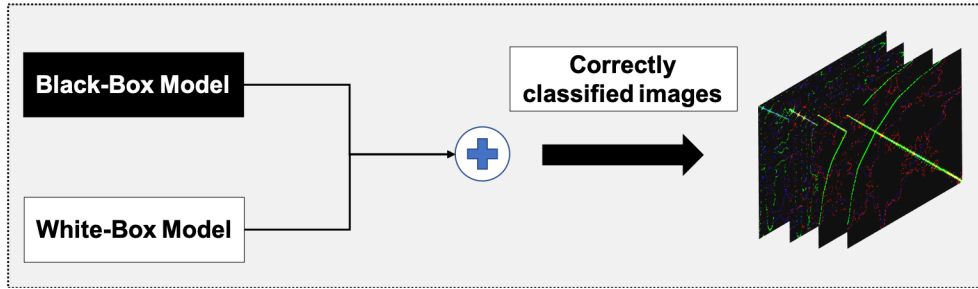 Black-Box Model
White-Box Model
Correctly
classified images